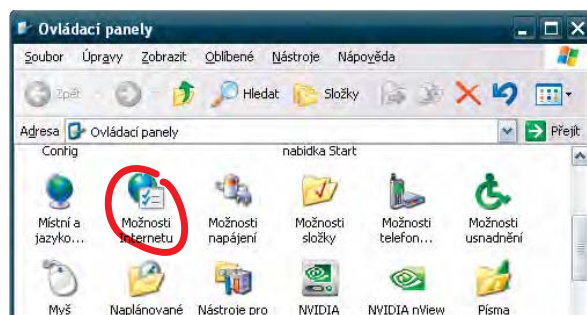 Ovládací panely
Soubor Úpravy Zobrazit Oblíbené Nástroje Nápověda
Zpět Hledat Složky
Adresa Ovládací panely Přejít
Config nabídka Start
Místní a jazyko... Možnosti Internetu Možnosti napájení Možnosti složky Možnosti telefon... Možnosti usnadnění
Myš Naplánované Nástroje pro NVIDIA NVIDIA nView Písma